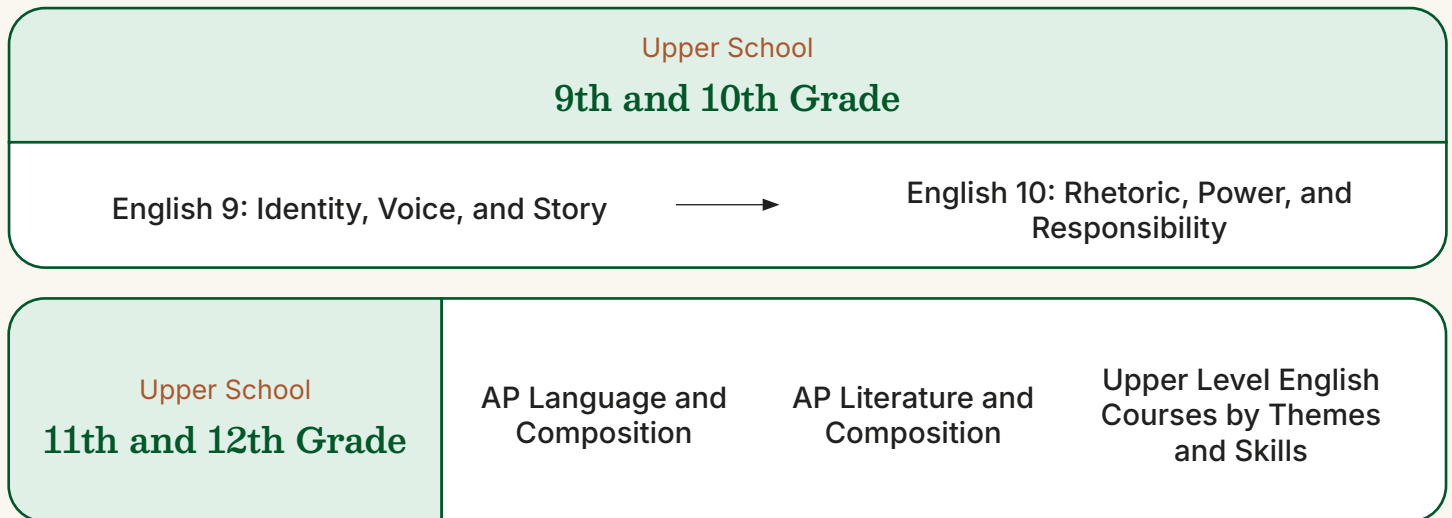 Upper School
9th and 10th Grade
English 9: Identity, Voice, and Story
English 10: Rhetoric, Power, and
Responsibility
Upper School
11th and 12th Grade
AP Language and
Composition
AP Literature and
Composition
Upper Level English
Courses by Themes
and Skills